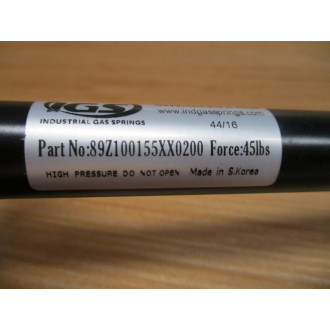 IGS
www.indgassprings.com
INDUSTRIAL GAS SPRINGS
44/16
Part No:89Z100155XX0200 Force:45lbs
HIGH PRESSURE DO NOT OPEN Made in S.Korea